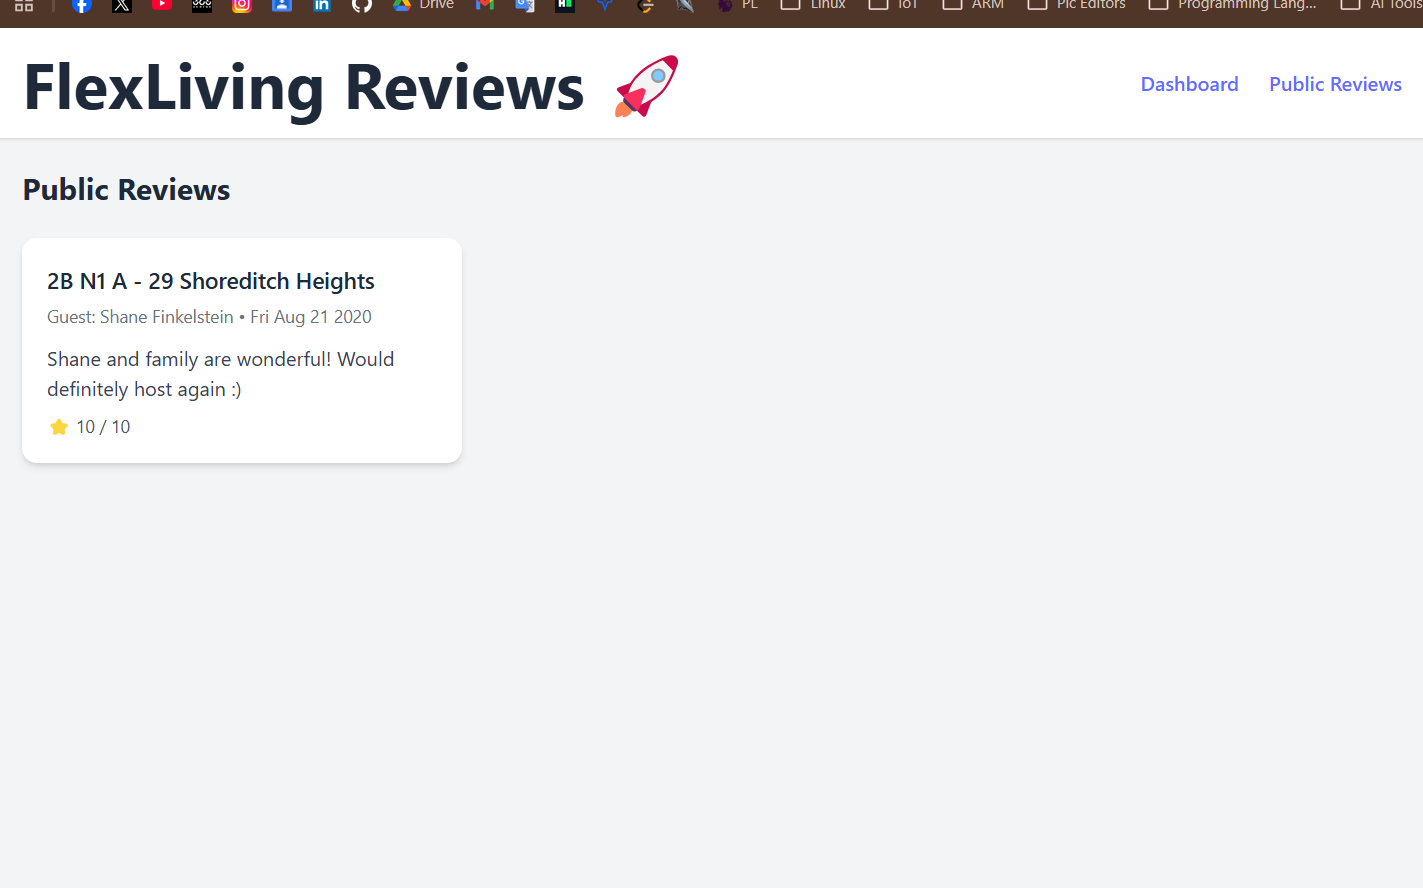 Drive PL Linux IoT ARM Pic Editors Programming Lang... AI Tools
FlexLiving Reviews 🚀
Dashboard Public Reviews
Public Reviews
2B N1 A - 29 Shoreditch Heights
Guest: Shane Finkelstein • Fri Aug 21 2020
Shane and family are wonderful! Would
definitely host again :)
⭐ 10 / 10